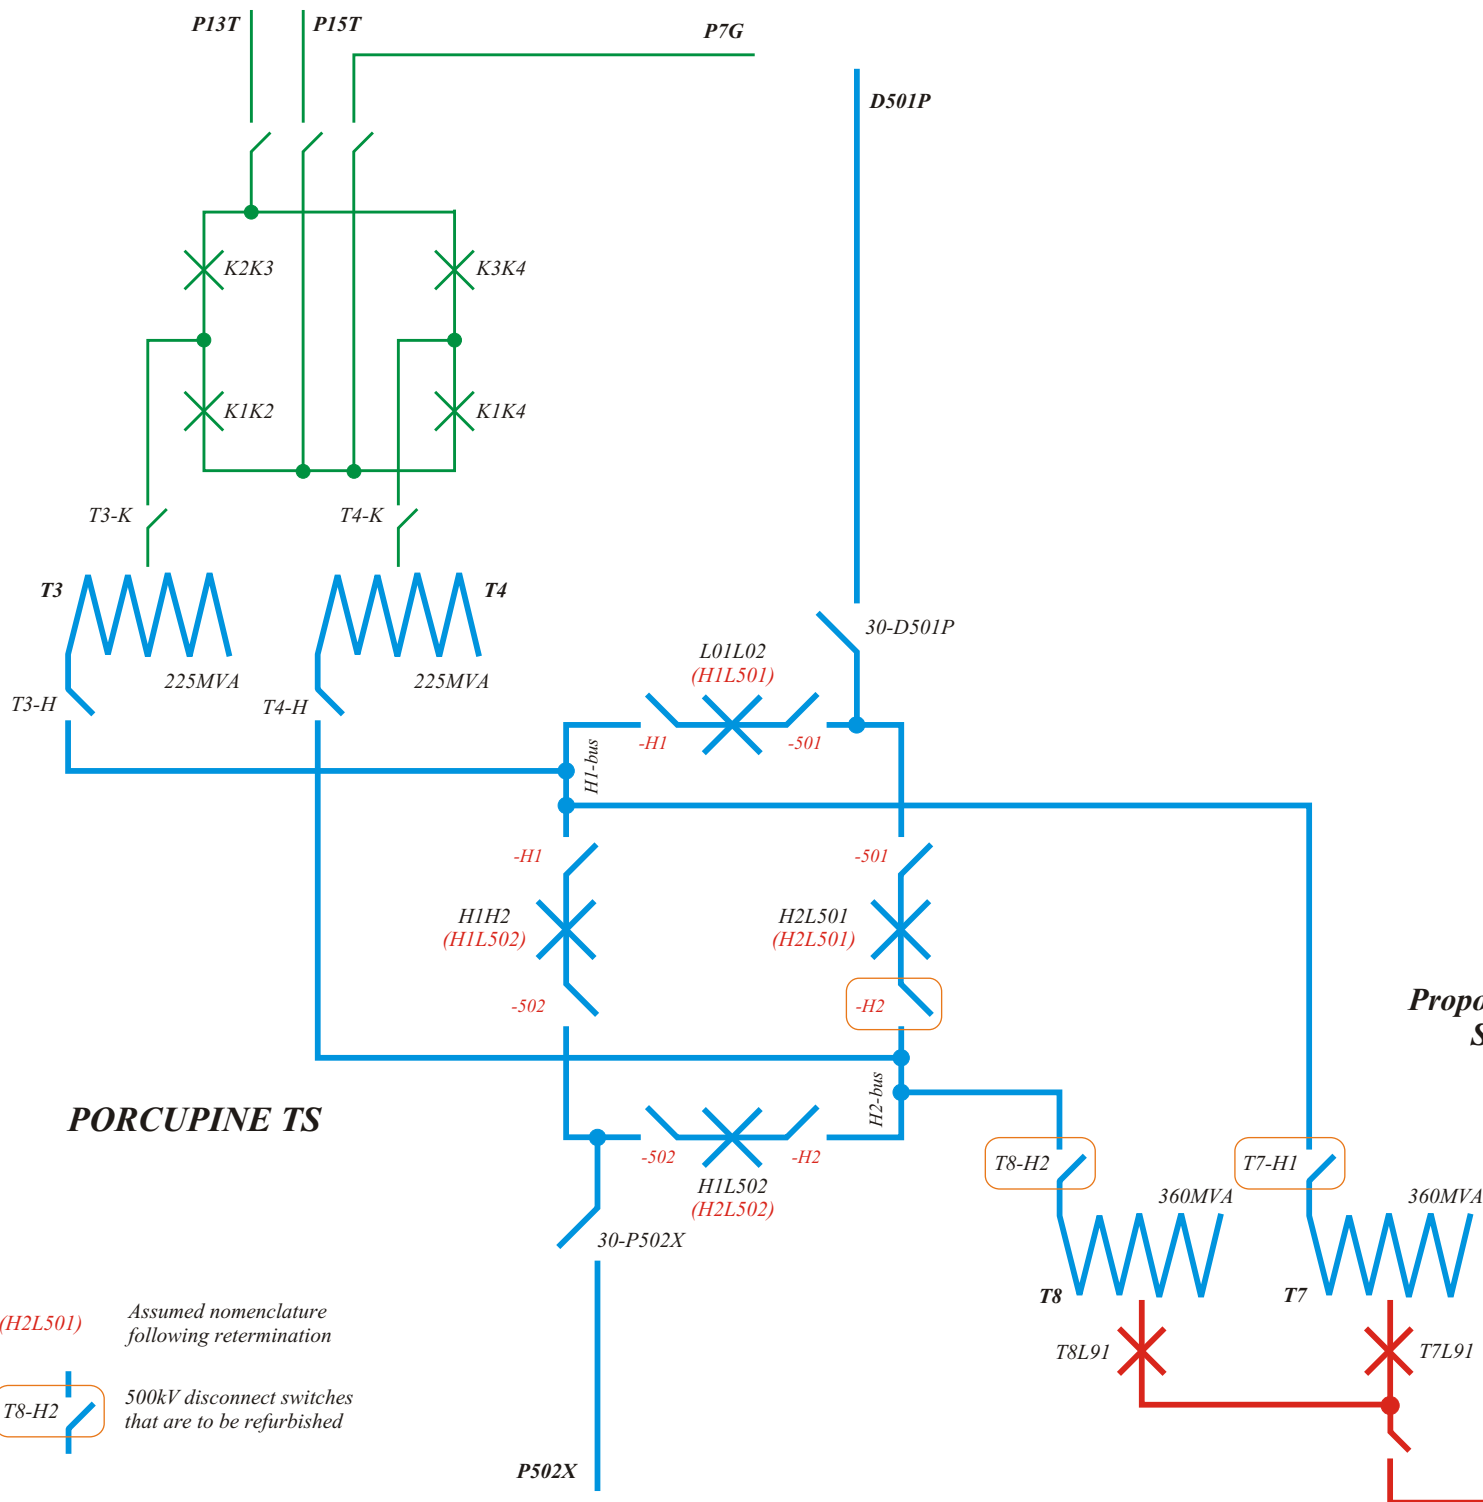 P13T
P15T
P7G
D501P
K2K3
K3K4
K1K2
K1K4
T3-K
T4-K
T3
T4
225MVA
225MVA
T3-H
T4-H
30-D501P
L01L02
(H1L501)
-H1
-501
H1-bus
-H1
-501
H1H2
(H1L502)
H2L501
(H2L501)
-502
-H2
Propo
S
H2-bus
PORCUPINE TS
-502
-H2
H1L502
(H2L502)
T8-H2
T7-H1
360MVA
360MVA
30-P502X
T8
T7
(H2L501)
Assumed nomenclature
following retermination
T8L91
T7L91
T8-H2
500kV disconnect switches
that are to be refurbished
P502X